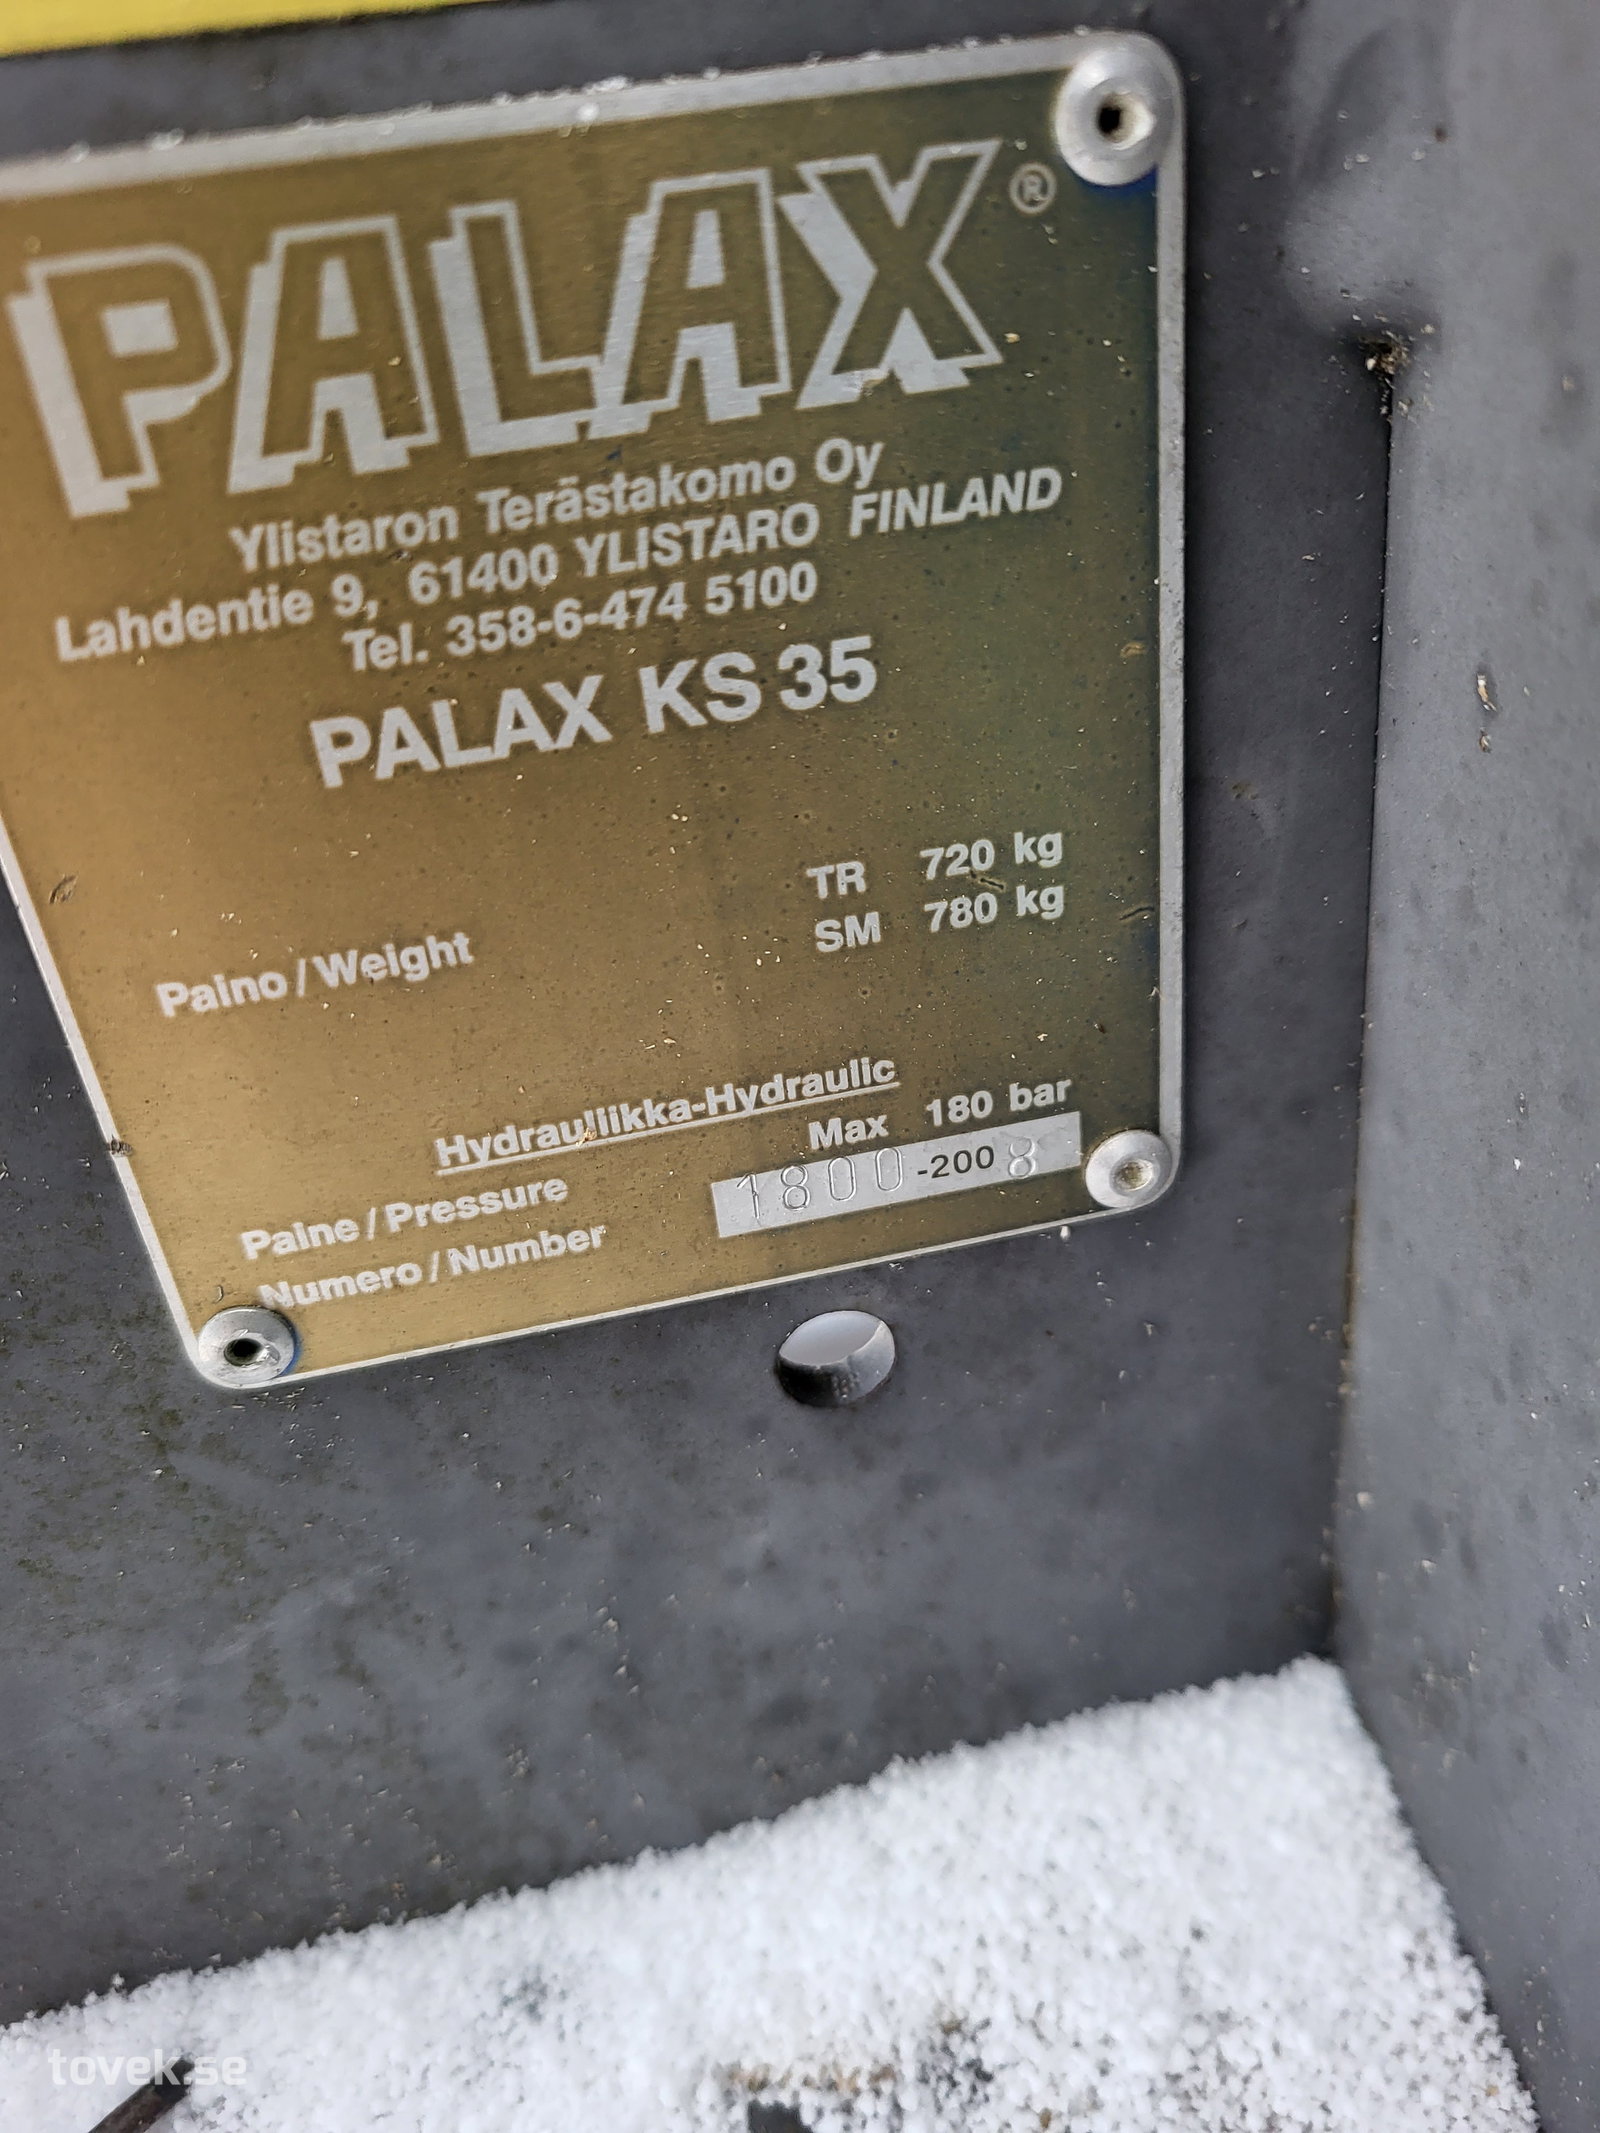 PALAX ®
Ylistaron Terästakomo Oy
Lahdentie 9, 61400 YLISTARO FINLAND
Tel. 358-6-474 5100
PALAX KS 35
TR 720 kg
Paino / Weight SM 780 kg
Hydrauliikka-Hydraulic
Paine / Pressure Max 180 bar
Numero / Number 1800-2008
tovek.se